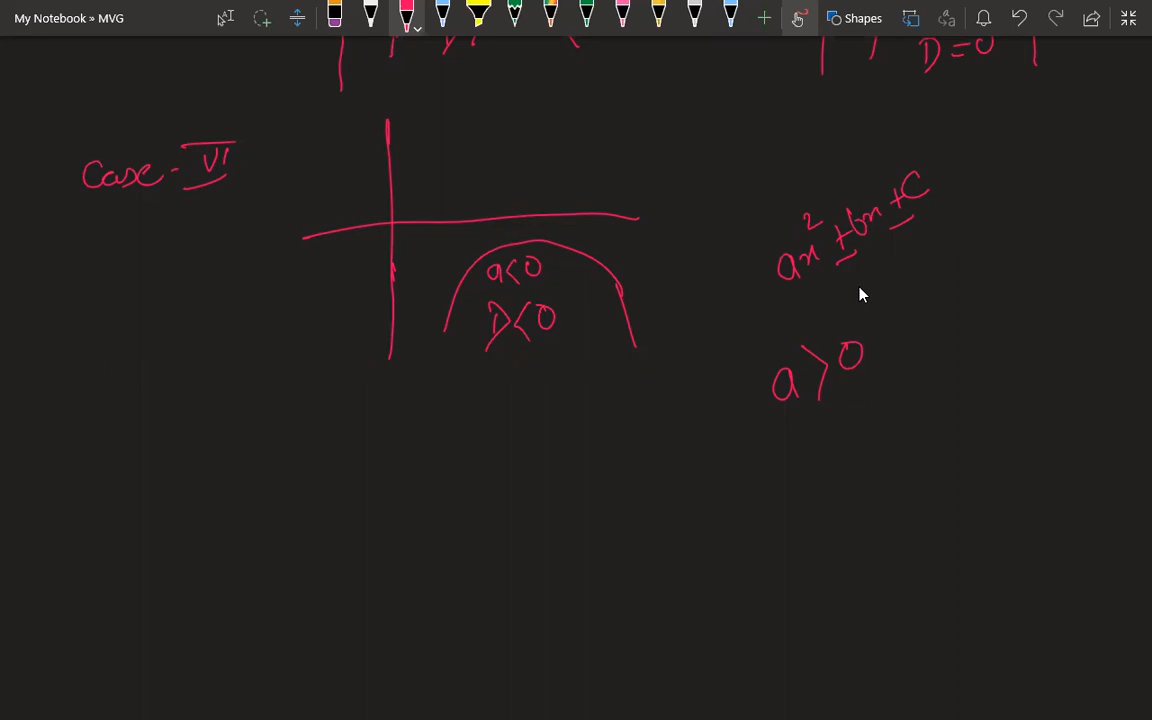 My Notebook » MVG
Shapes
D = 0
Case - VI
ax² + bx + c
a < 0
D < 0
a > 0